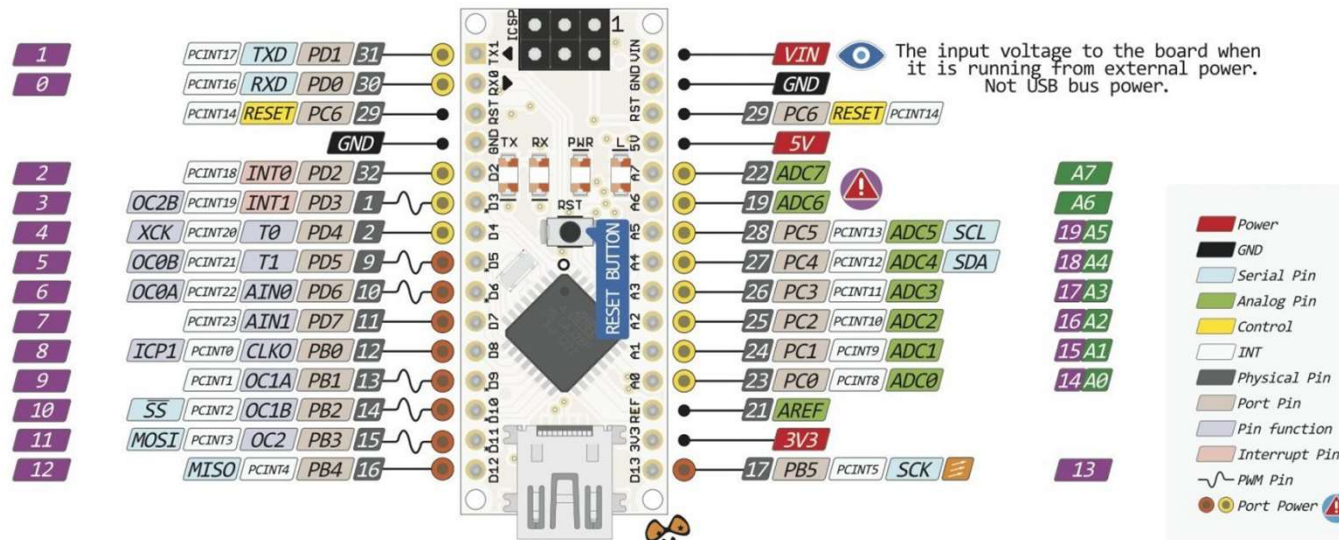 ICSP
1
1 PCINT17 TXD PD1 31 TX1 VIN VIN The input voltage to the board when
it is running from external power.
Not USB bus power.
0 PCINT16 RXD PD0 30 RX0 GND GND
PCINT14 RESET PC6 29 RST RST 29 PC6 RESET PCINT14
GND GND 5V 5V
TX RX PWR L
2 PCINT18 INT0 PD2 32 D2 A7 22 ADC7 A7
3 OC2B PCINT19 INT1 PD3 1 D3 A6 19 ADC6 A6
RST
4 XCK PCINT20 T0 PD4 2 D4 A5 28 PC5 PCINT13 ADC5 SCL 19 A5
5 OC0B PCINT21 T1 PD5 9 D5 A4 27 PC4 PCINT12 ADC4 SDA 18 A4
6 OC0A PCINT22 AIN0 PD6 10 D6 A3 26 PC3 PCINT11 ADC3 17 A3
7 PCINT23 AIN1 PD7 11 D7 A2 25 PC2 PCINT10 ADC2 16 A2
8 ICP1 PCINT0 CLKO PB0 12 D8 A1 24 PC1 PCINT9 ADC1 15 A1
9 PCINT1 OC1A PB1 13 D9 A0 23 PC0 PCINT8 ADC0 14 A0
10 SS PCINT2 OC1B PB2 14 D10 REF 21 AREF
11 MOSI PCINT3 OC2 PB3 15 D11 3V3 3V3
12 MISO PCINT4 PB4 16 D12 D13 17 PB5 PCINT5 SCK 13
RESET BUTTON
Power
GND
Serial Pin
Analog Pin
Control
INT
Physical Pin
Port Pin
Pin function
Interrupt Pin
PWM Pin
Port Power